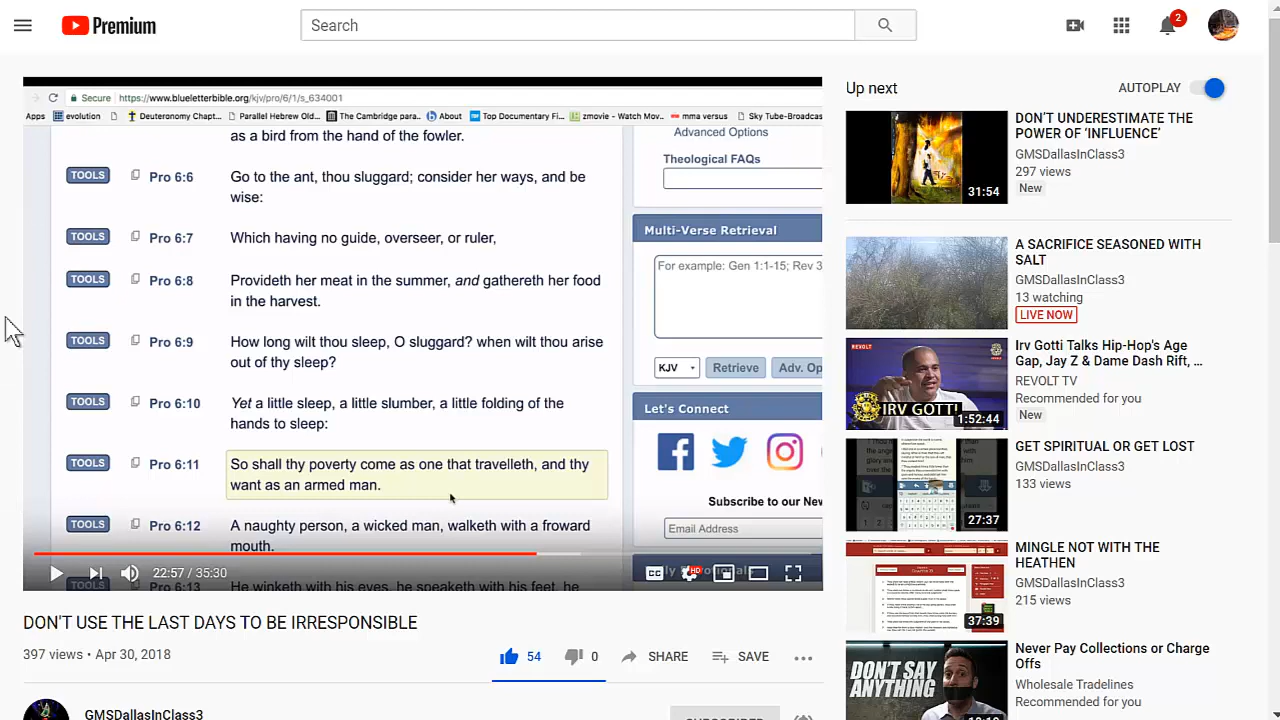 Premium
Search
2
Secure https://www.blueletterbible.org/kjv/pro/6/1/s_634001
Apps evolution Deuteronomy Chapt... Parallel Hebrew Old... The Cambridge para... About Top Documentary Fi... zmovie - Watch Mov... mma versus Sky Tube-Broadcas
as a bird from the hand of the fowler.
TOOLS Pro 6:6 Go to the ant, thou sluggard; consider her ways, and be
wise:
TOOLS Pro 6:7 Which having no guide, overseer, or ruler,
TOOLS Pro 6:8 Provideth her meat in the summer, and gathereth her food
in the harvest.
TOOLS Pro 6:9 How long wilt thou sleep, O sluggard? when wilt thou arise
out of thy sleep?
TOOLS Pro 6:10 Yet a little sleep, a little slumber, a little folding of the
hands to sleep:
TOOLS Pro 6:11 So shall thy poverty come as one that travelleth, and thy
want as an armed man.
TOOLS Pro 6:12 A naughty person, a wicked man, walketh with a froward
mouth.
Advanced Options
Theological FAQs
Multi-Verse Retrieval
For example: Gen 1:1-15; Rev 3
KJV Retrieve Adv. Op
Let's Connect
Subscribe to our New
Email Address
22:57 / 35:30
HD
DON'T USE THE LAST DAYS TO BE IRRESPONSIBLE
397 views • Apr 30, 2018
54 0 SHARE SAVE
GMSDallasInClass3
SUBSCRIBED
Up next AUTOPLAY
31:54
DON'T UNDERESTIMATE THE
POWER OF 'INFLUENCE'
GMSDallasInClass3
297 views
New
A SACRIFICE SEASONED WITH
SALT
GMSDallasInClass3
13 watching
LIVE NOW
REVOLT
IRV GOTTI
1:52:44
Irv Gotti Talks Hip-Hop's Age
Gap, Jay Z & Dame Dash Rift, ...
REVOLT TV
Recommended for you
New
27:37
GET SPIRITUAL OR GET LOST
GMSDallasInClass3
133 views
37:39
MINGLE NOT WITH THE
HEATHEN
GMSDallasInClass3
215 views
DON'T SAY
ANYTHING
Never Pay Collections or Charge
Offs
Wholesale Tradelines
Recommended for you